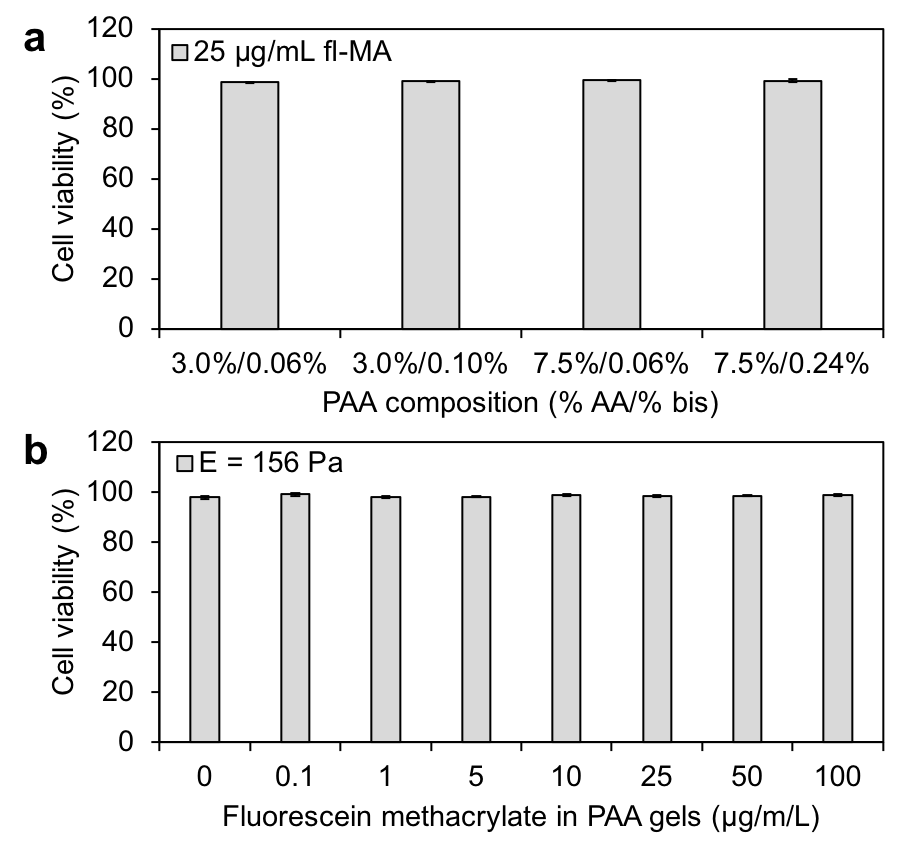 a
120
25 µg/mL fl-MA
100
80
60
40
20
0
Cell viability (%)
3.0%/0.06% 3.0%/0.10% 7.5%/0.06% 7.5%/0.24%
PAA composition (% AA/% bis)
b
120
E = 156 Pa
100
80
60
40
20
0
Cell viability (%)
0 0.1 1 5 10 25 50 100
Fluorescein methacrylate in PAA gels (µg/m/L)